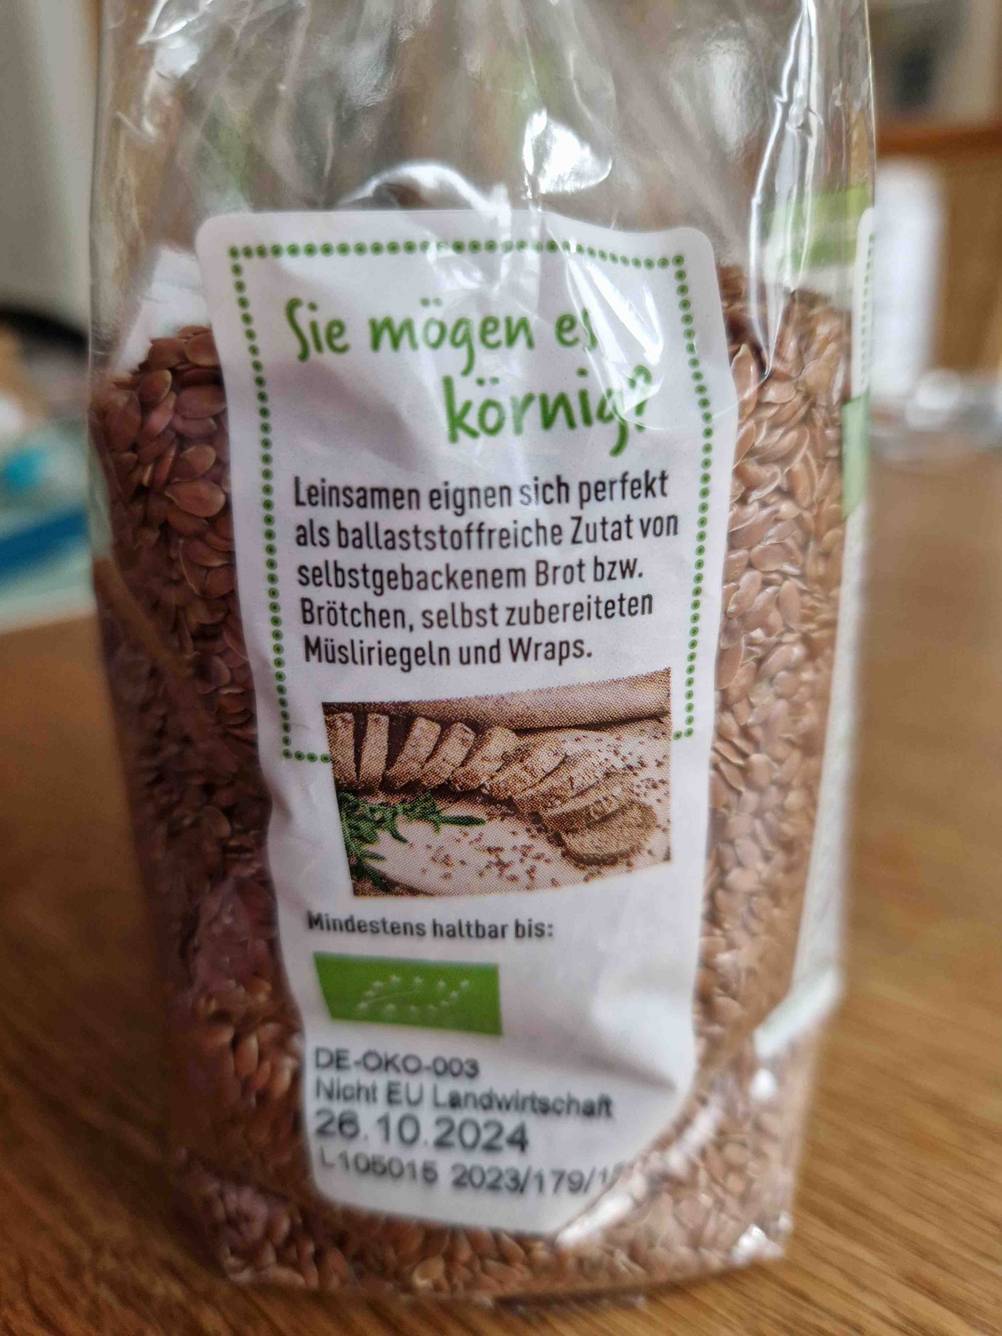 Sie mögen es
körnig?
Leinsamen eignen sich perfekt
als ballaststoffreiche Zutat von
selbstgebackenem Brot bzw.
Brötchen, selbst zubereiteten
Müsliriegeln und Wraps.
Mindestens haltbar bis:
DE-ÖKO-003
Nicht EU Landwirtschaft
26.10.2024
L105015 2023/179/1